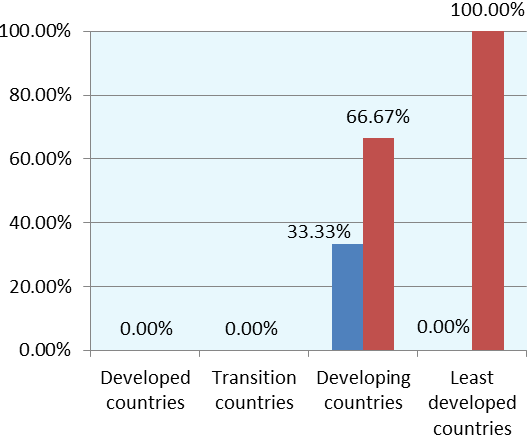 100.00%
100.00%
80.00%
66.67%
60.00%
40.00%
33.33%
20.00%
0.00%
0.00%
0.00%
0.00%
Developed
countries
Transition
countries
Developing
countries
Least
developed
countries